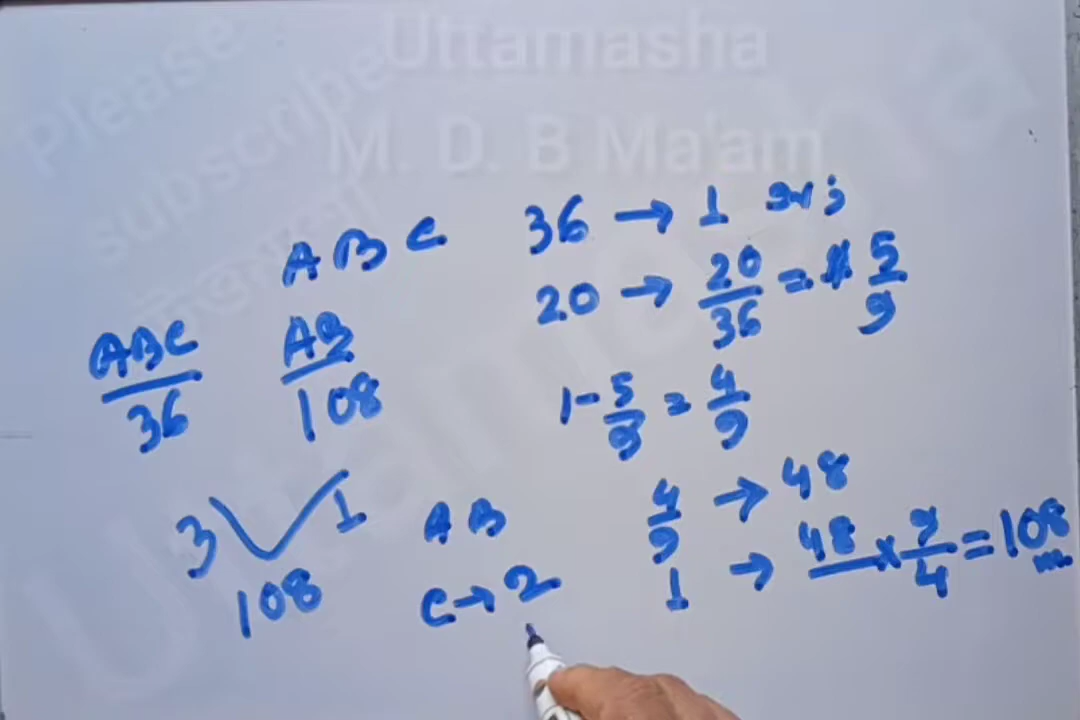 Uttamasha
Please
subscribe
M. D. B Ma'am
A B C
36 → 1
20 → 20/36 = 5/9
ABC/36
AB/108
1 - 5/9 = 4/9
3 1
108
A B
C → 2
4/9 → 48
1 → 48 × 9/4 = 108